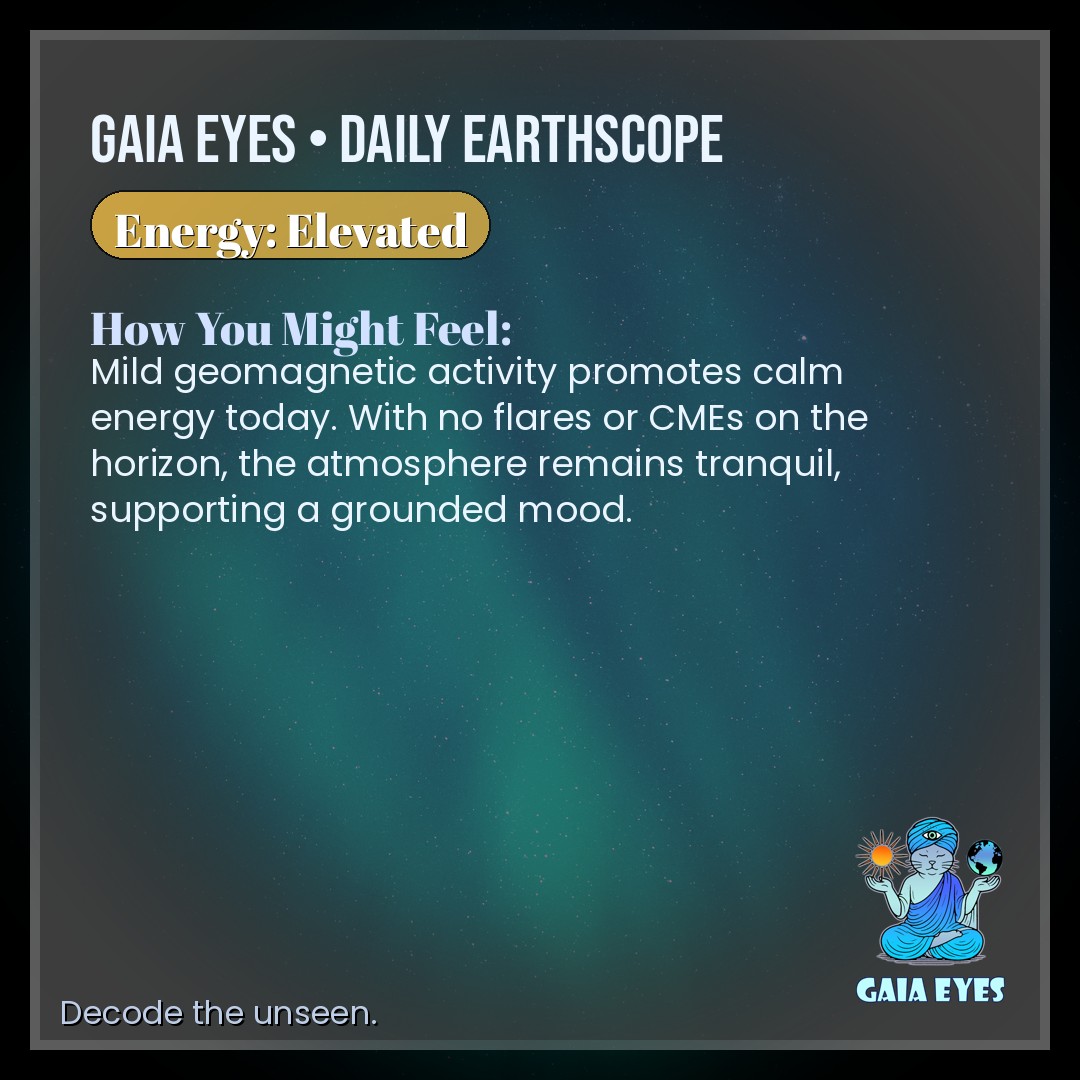 GAIA EYES • DAILY EARTHSCOPE
Energy: Elevated
How You Might Feel:
Mild geomagnetic activity promotes calm
energy today. With no flares or CMEs on the
horizon, the atmosphere remains tranquil,
supporting a grounded mood.
GAIA EYES
Decode the unseen.